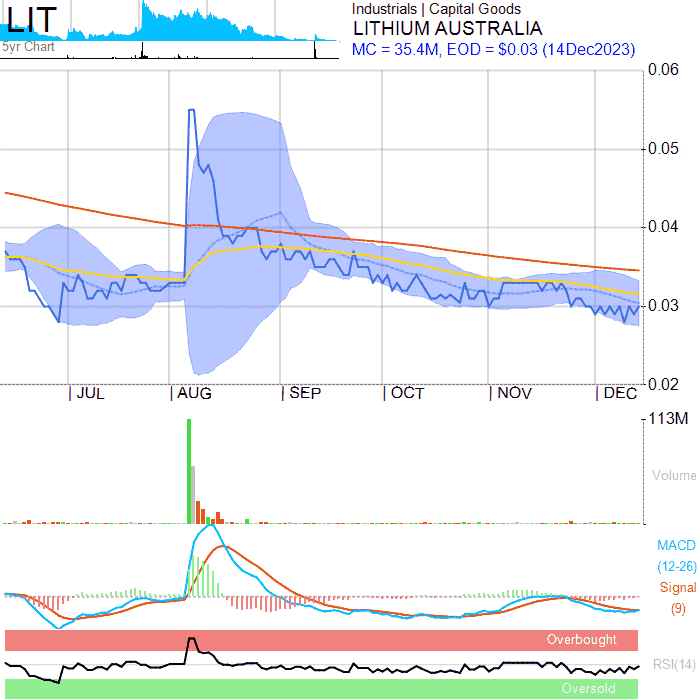 LIT
5yr Chart
Industrials | Capital Goods
LITHIUM AUSTRALIA
MC = 35.4M, EOD = $0.03 (14Dec2023)
0.06
0.05
0.04
0.03
0.02
JUL AUG SEP OCT NOV DEC
113M
Volume
MACD
(12-26)
Signal
(9)
Overbought
RSI(14)
Oversold